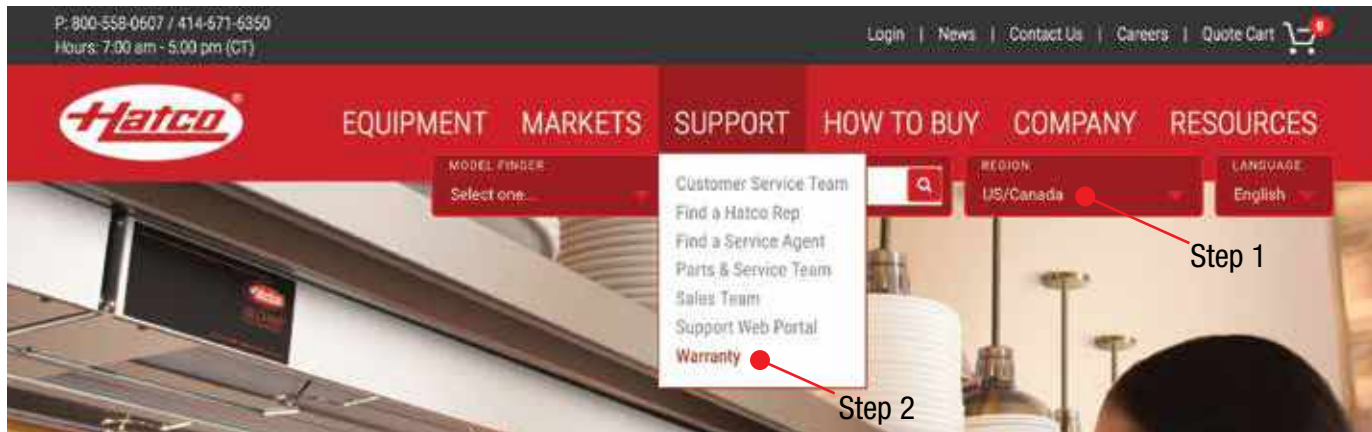 P: 800-558-0607 / 414-671-6350
Hours: 7:00 am - 5:00 pm (CT)
Login | News | Contact Us | Careers | Quote Cart 0
Hatco®
EQUIPMENT MARKETS SUPPORT HOW TO BUY COMPANY RESOURCES
MODEL FINDER
Select one...
REGION
US/Canada
LANGUAGE
English
Customer Service Team
Find a Hatco Rep
Find a Service Agent
Parts & Service Team
Sales Team
Support Web Portal
Warranty
Step 1
Step 2
Hatco